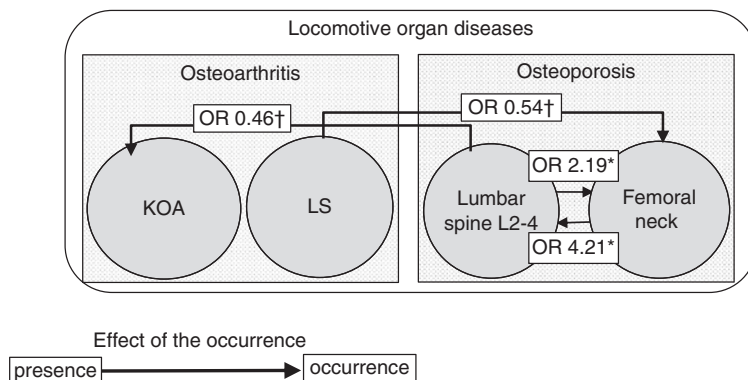 Locomotive organ diseases
Osteoarthritis
Osteoporosis
OR 0.46†
OR 0.54†
KOA
LS
Lumbar
spine L2-4
OR 2.19*
OR 4.21*
Femoral
neck
Effect of the occurrence
presence
occurrence